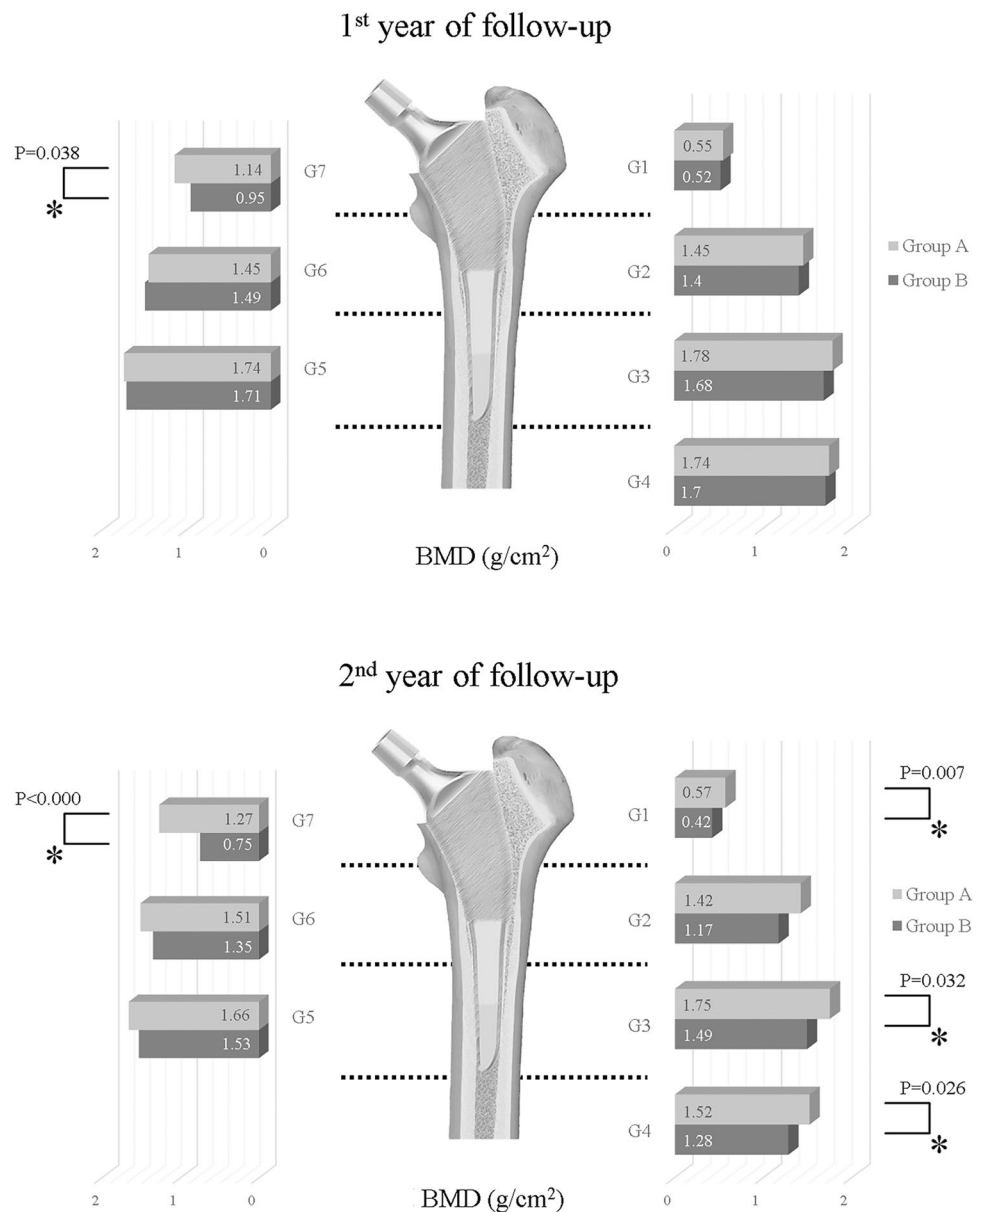 1st year of follow-up
P=0.038
*
1.14
0.95
G7
1.45
1.49
G6
1.74
1.71
G5
G1
0.55
0.52
G2
1.45
1.4
G3
1.78
1.68
G4
1.74
1.7
Group A
Group B
2 1 0
BMD (g/cm²)
0 1 2
2nd year of follow-up
P<0.000
*
1.27
0.75
G7
1.51
1.35
G6
1.66
1.53
G5
G1
0.57
0.42
P=0.007
*
G2
1.42
1.17
Group A
Group B
G3
1.75
1.49
P=0.032
*
G4
1.52
1.28
P=0.026
*
2 1 0
BMD (g/cm²)
0 1 2